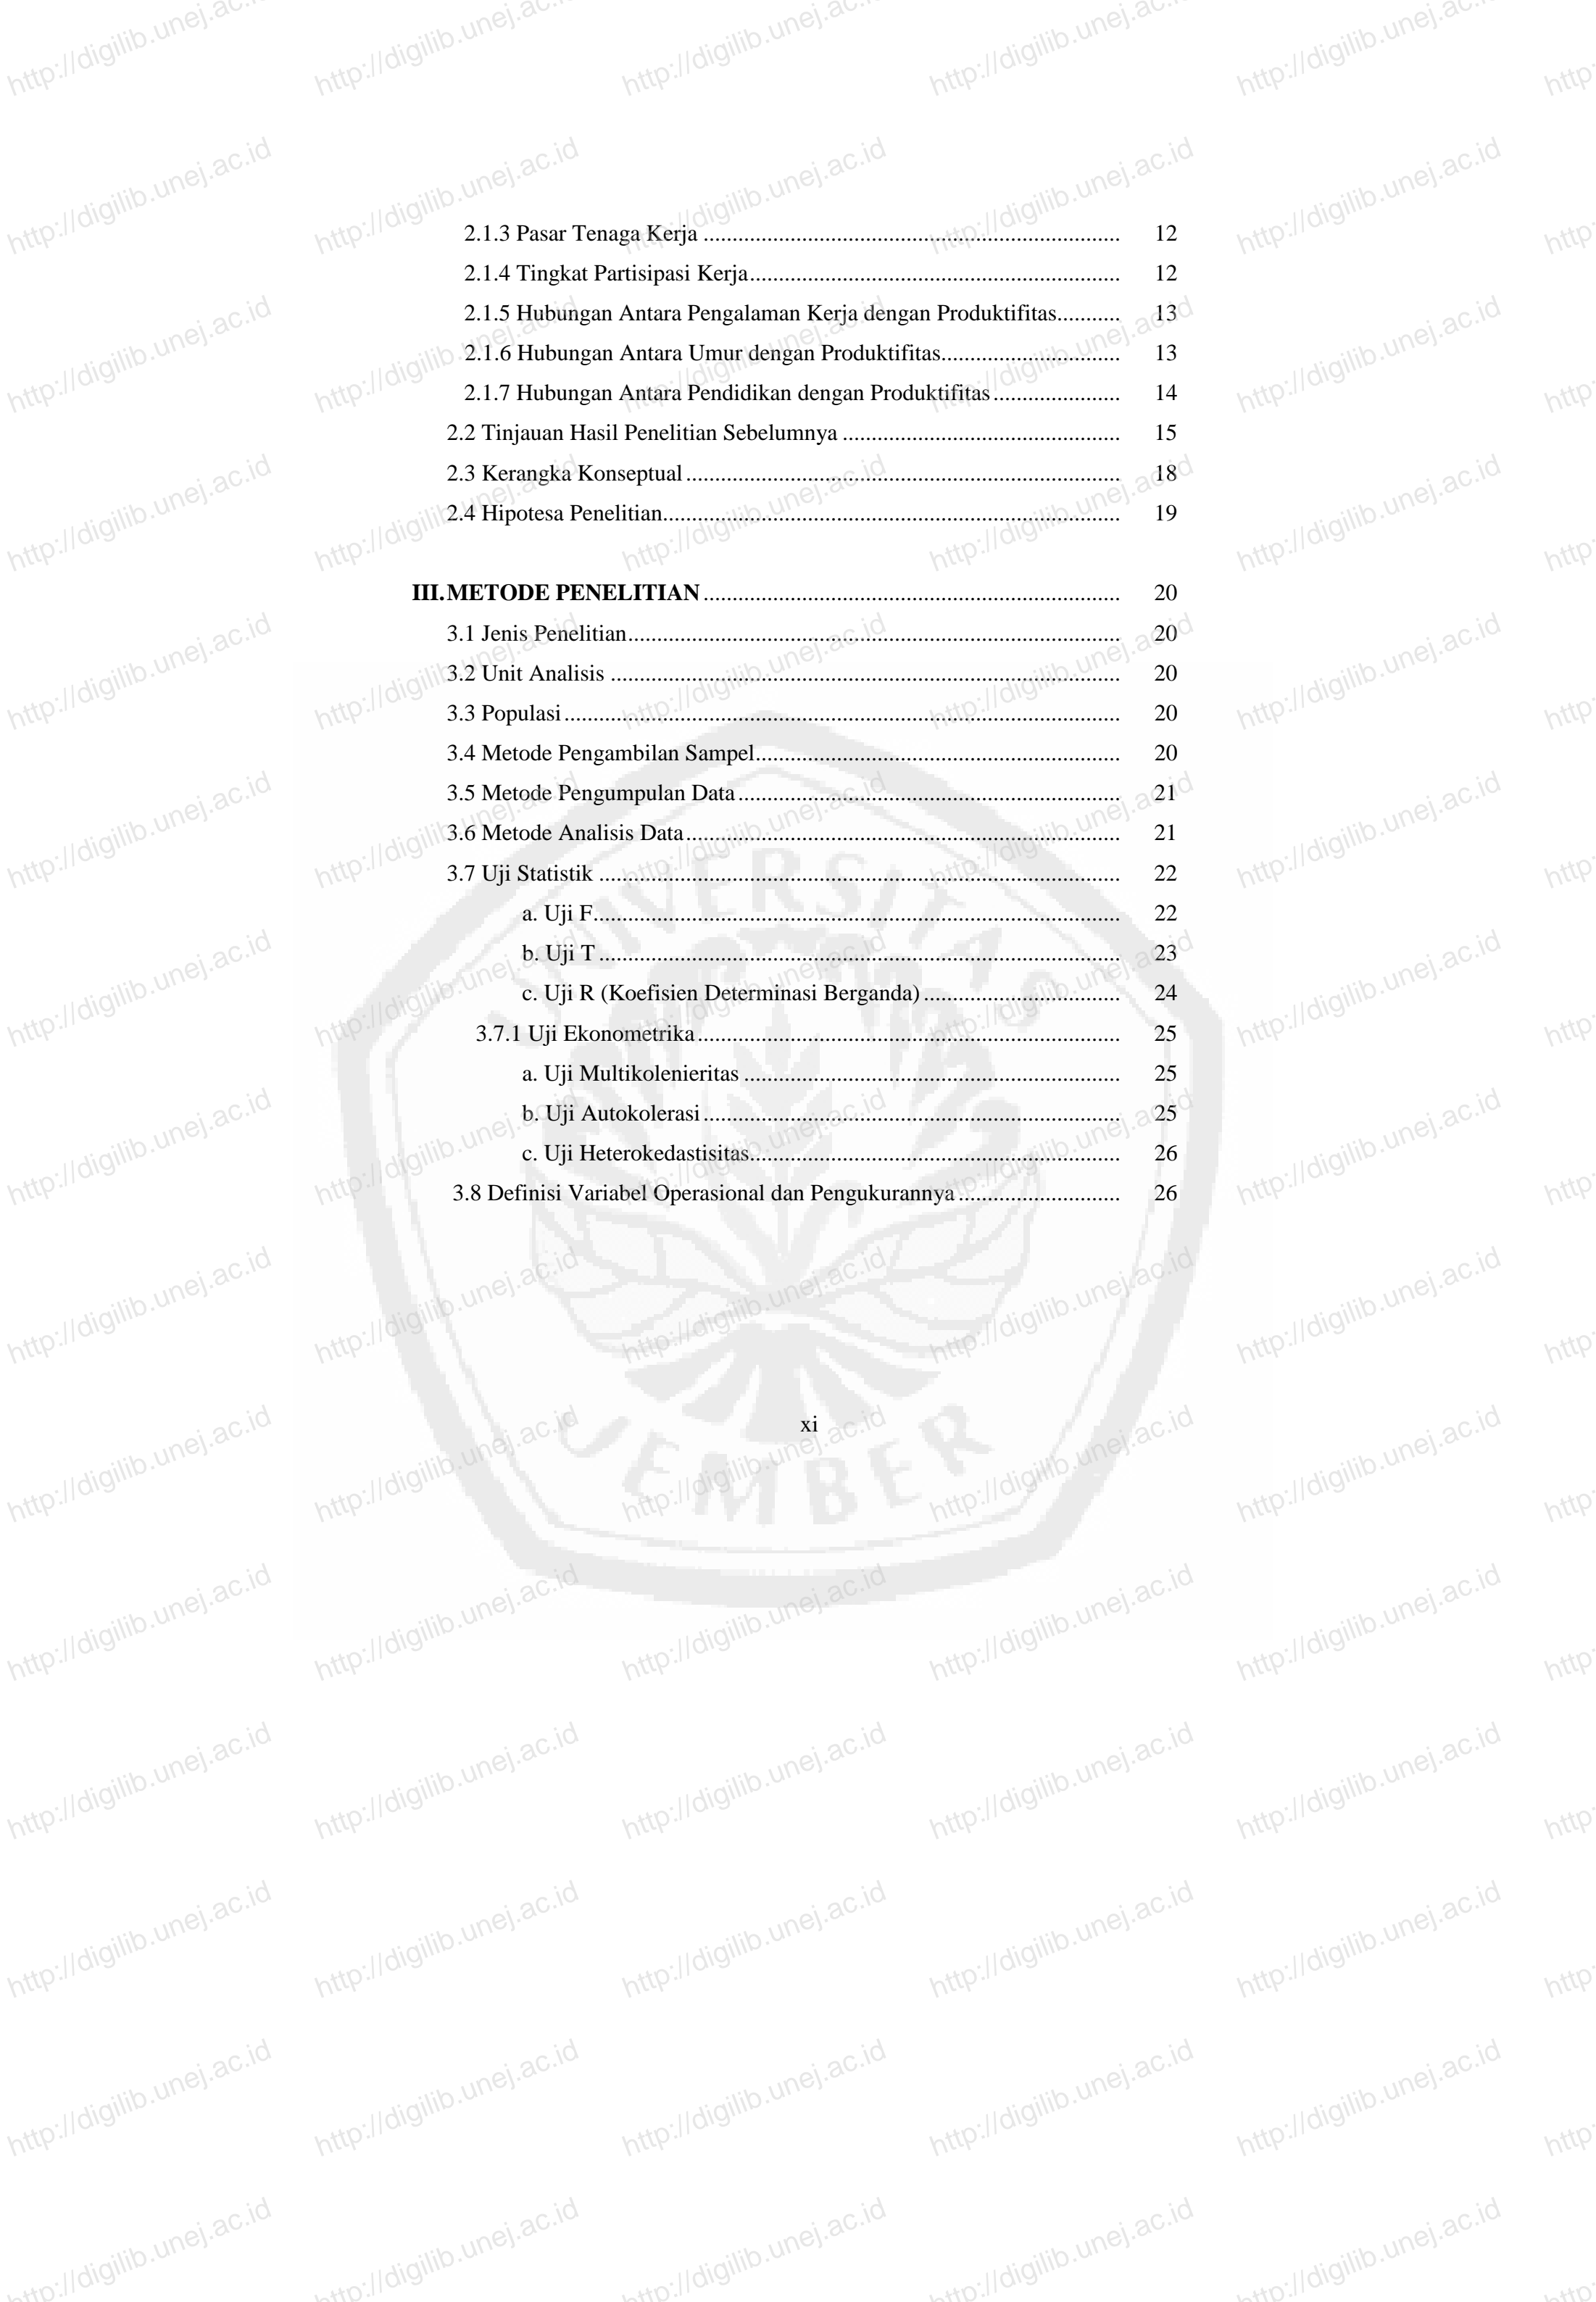 2.1.3 Pasar Tenaga Kerja ........................................................................ 12
2.1.4 Tingkat Partisipasi Kerja................................................................ 12
2.1.5 Hubungan Antara Pengalaman Kerja dengan Produktifitas........... 13
2.1.6 Hubungan Antara Umur dengan Produktifitas............................... 13
2.1.7 Hubungan Antara Pendidikan dengan Produktifitas...................... 14
2.2 Tinjauan Hasil Penelitian Sebelumnya ................................................ 15
2.3 Kerangka Konseptual........................................................................... 18
2.4 Hipotesa Penelitian............................................................................... 19
III. METODE PENELITIAN ........................................................................ 20
3.1 Jenis Penelitian..................................................................................... 20
3.2 Unit Analisis ........................................................................................ 20
3.3 Populasi................................................................................................ 20
3.4 Metode Pengambilan Sampel............................................................... 20
3.5 Metode Pengumpulan Data.................................................................. 21
3.6 Metode Analisis Data........................................................................... 21
3.7 Uji Statistik .......................................................................................... 22
a. Uji F........................................................................................... 22
b. Uji T .......................................................................................... 23
c. Uji R (Koefisien Determinasi Berganda).................................. 24
3.7.1 Uji Ekonometrika......................................................................... 25
a. Uji Multikolenieritas ................................................................. 25
b. Uji Autokolerasi........................................................................ 25
c. Uji Heterokedastisitas................................................................ 26
3.8 Definisi Variabel Operasional dan Pengukurannya............................ 26
xi
UNIVERSITAS
JEMBER
http://digilib.unej.ac.id